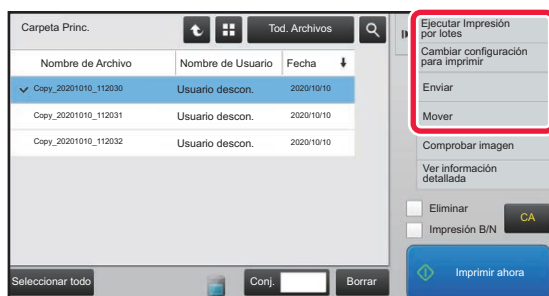 Carpeta Princ.
Tod. Archivos
Nombre de Archivo
Nombre de Usuario
Fecha
Copy_20201010_112030
Usuario descon.
2020/10/10
Copy_20201010_112031
Usuario descon.
2020/10/10
Copy_20201010_112032
Usuario descon.
2020/10/10
Seleccionar todo
Conj.
Borrar
Ejecutar Impresión
por lotes
Cambiar configuración
para imprimir
Enviar
Mover
Comprobar imagen
Ver información
detallada
Eliminar
Impresión B/N
CA
Imprimir ahora